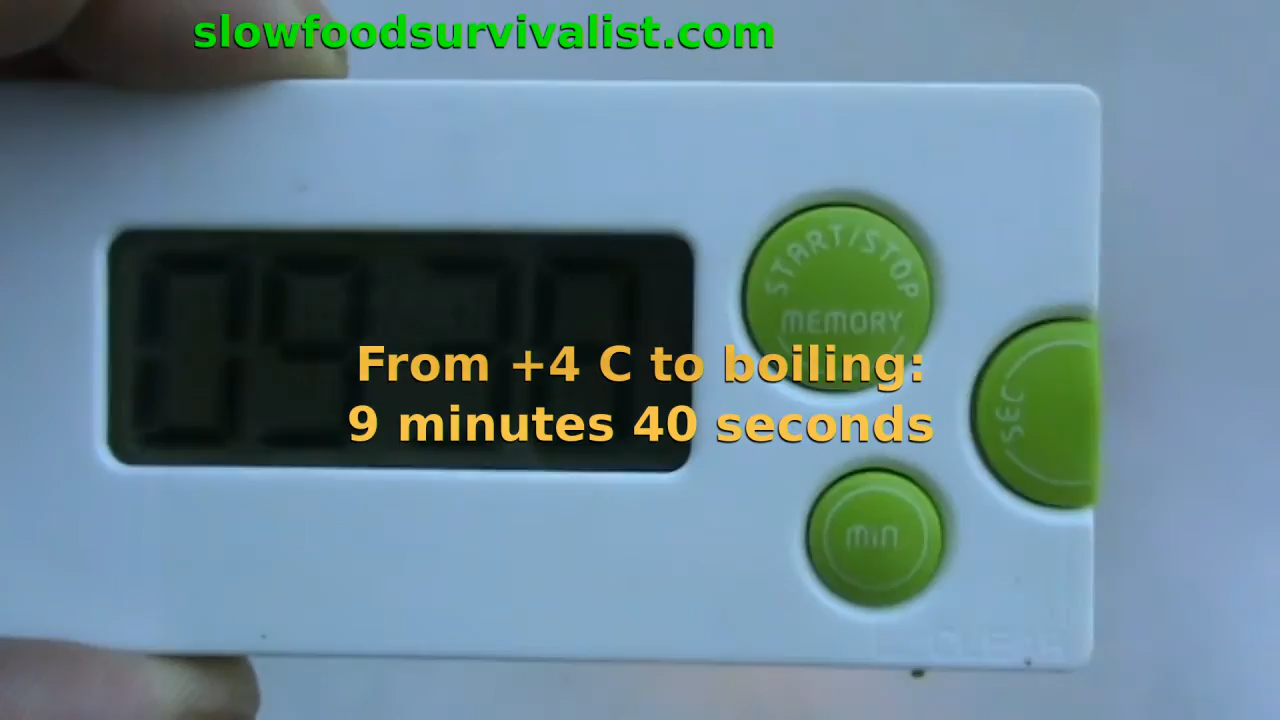 slowfoodsurvivalist.com
START/STOP
MEMORY
From +4 C to boiling:
9 minutes 40 seconds
SEC
min